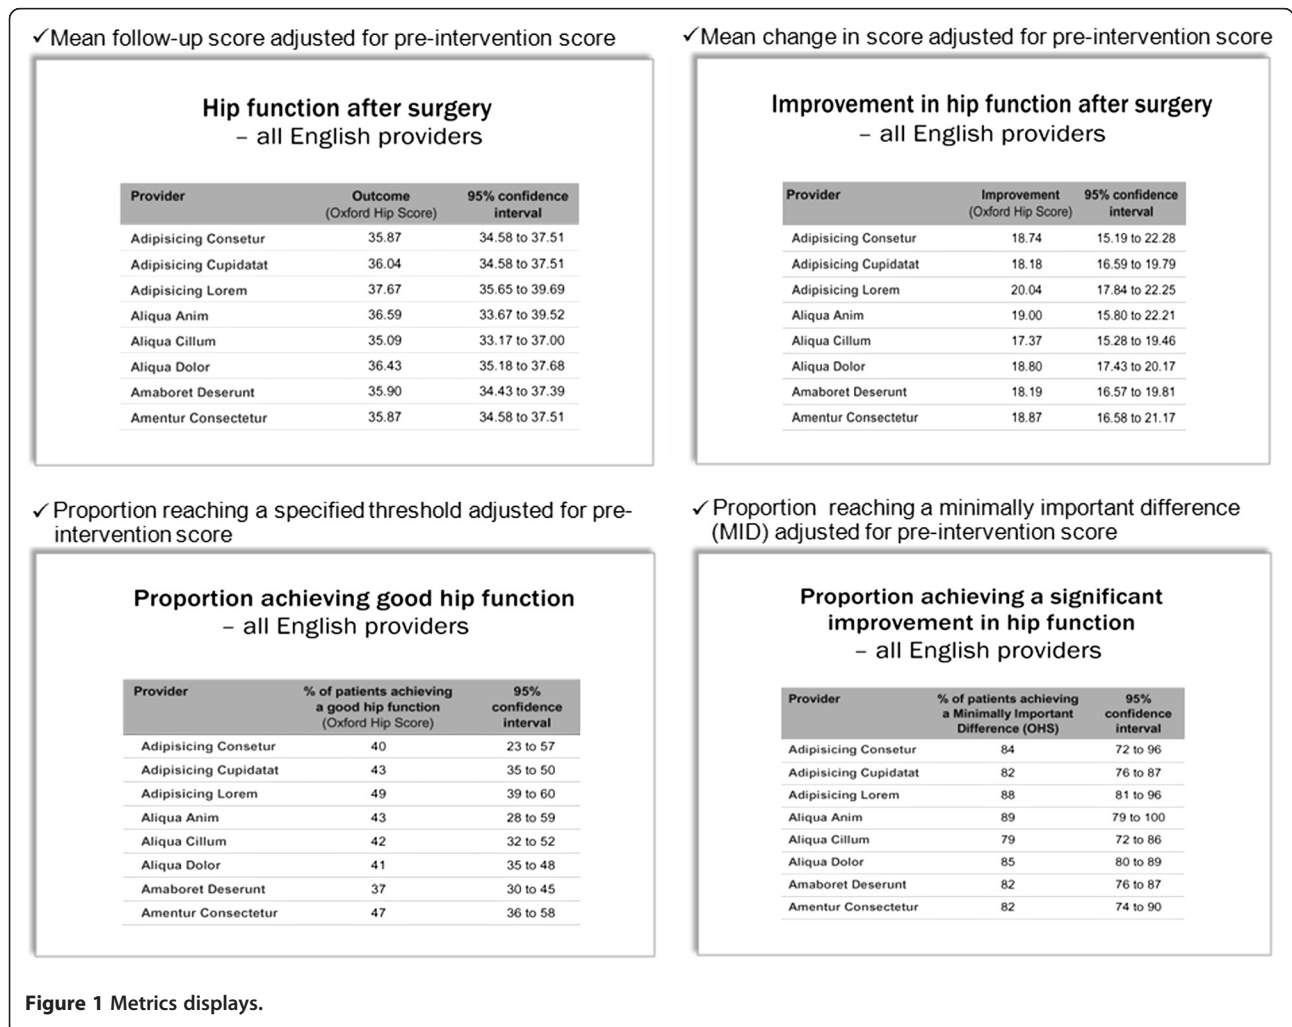 ✓Mean follow-up score adjusted for pre-intervention score
Hip function after surgery
– all English providers
Provider Outcome 95% confidence
(Oxford Hip Score) interval
Adipisicing Consetur 35.87 34.58 to 37.51
Adipisicing Cupidatat 36.04 34.58 to 37.51
Adipisicing Lorem 37.67 35.65 to 39.69
Aliqua Anim 36.59 33.67 to 39.52
Aliqua Cillum 35.09 33.17 to 37.00
Aliqua Dolor 36.43 35.18 to 37.68
Amaboret Deserunt 35.90 34.43 to 37.39
Amentur Consectetur 35.87 34.58 to 37.51
✓Mean change in score adjusted for pre-intervention score
Improvement in hip function after surgery
– all English providers
Provider Improvement 95% confidence
(Oxford Hip Score) interval
Adipisicing Consetur 18.74 15.19 to 22.28
Adipisicing Cupidatat 18.18 16.59 to 19.79
Adipisicing Lorem 20.04 17.84 to 22.25
Aliqua Anim 19.00 15.80 to 22.21
Aliqua Cillum 17.37 15.28 to 19.46
Aliqua Dolor 18.80 17.43 to 20.17
Amaboret Deserunt 18.19 16.57 to 19.81
Amentur Consectetur 18.87 16.58 to 21.17
✓ Proportion reaching a specified threshold adjusted for pre-
intervention score
Proportion achieving good hip function
– all English providers
Provider % of patients achieving 95%
a good hip function confidence
(Oxford Hip Score) interval
Adipisicing Consetur 40 23 to 57
Adipisicing Cupidatat 43 35 to 50
Adipisicing Lorem 49 39 to 60
Aliqua Anim 43 28 to 59
Aliqua Cillum 42 32 to 52
Aliqua Dolor 41 35 to 48
Amaboret Deserunt 37 30 to 45
Amentur Consectetur 47 36 to 58
✓ Proportion reaching a minimally important difference
(MID) adjusted for pre-intervention score
Proportion achieving a significant
improvement in hip function
– all English providers
Provider % of patients achieving 95%
a Minimally Important confidence
Difference (OHS) interval
Adipisicing Consetur 84 72 to 96
Adipisicing Cupidatat 82 76 to 87
Adipisicing Lorem 88 81 to 96
Aliqua Anim 89 79 to 100
Aliqua Cillum 79 72 to 86
Aliqua Dolor 85 80 to 89
Amaboret Deserunt 82 76 to 87
Amentur Consectetur 82 74 to 90
Figure 1 Metrics displays.